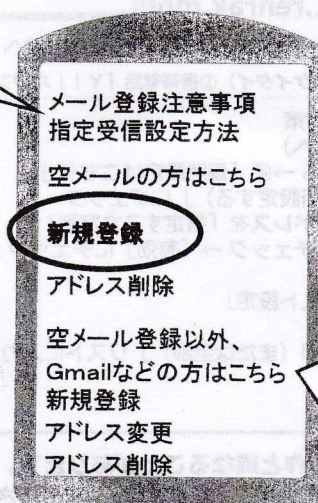 メール登録注意事項
指定受信設定方法
空メールの方はこちら
新規登録
アドレス削除
空メール登録以外、
Gmailなどの方はこちら
新規登録
アドレス変更
アドレス削除